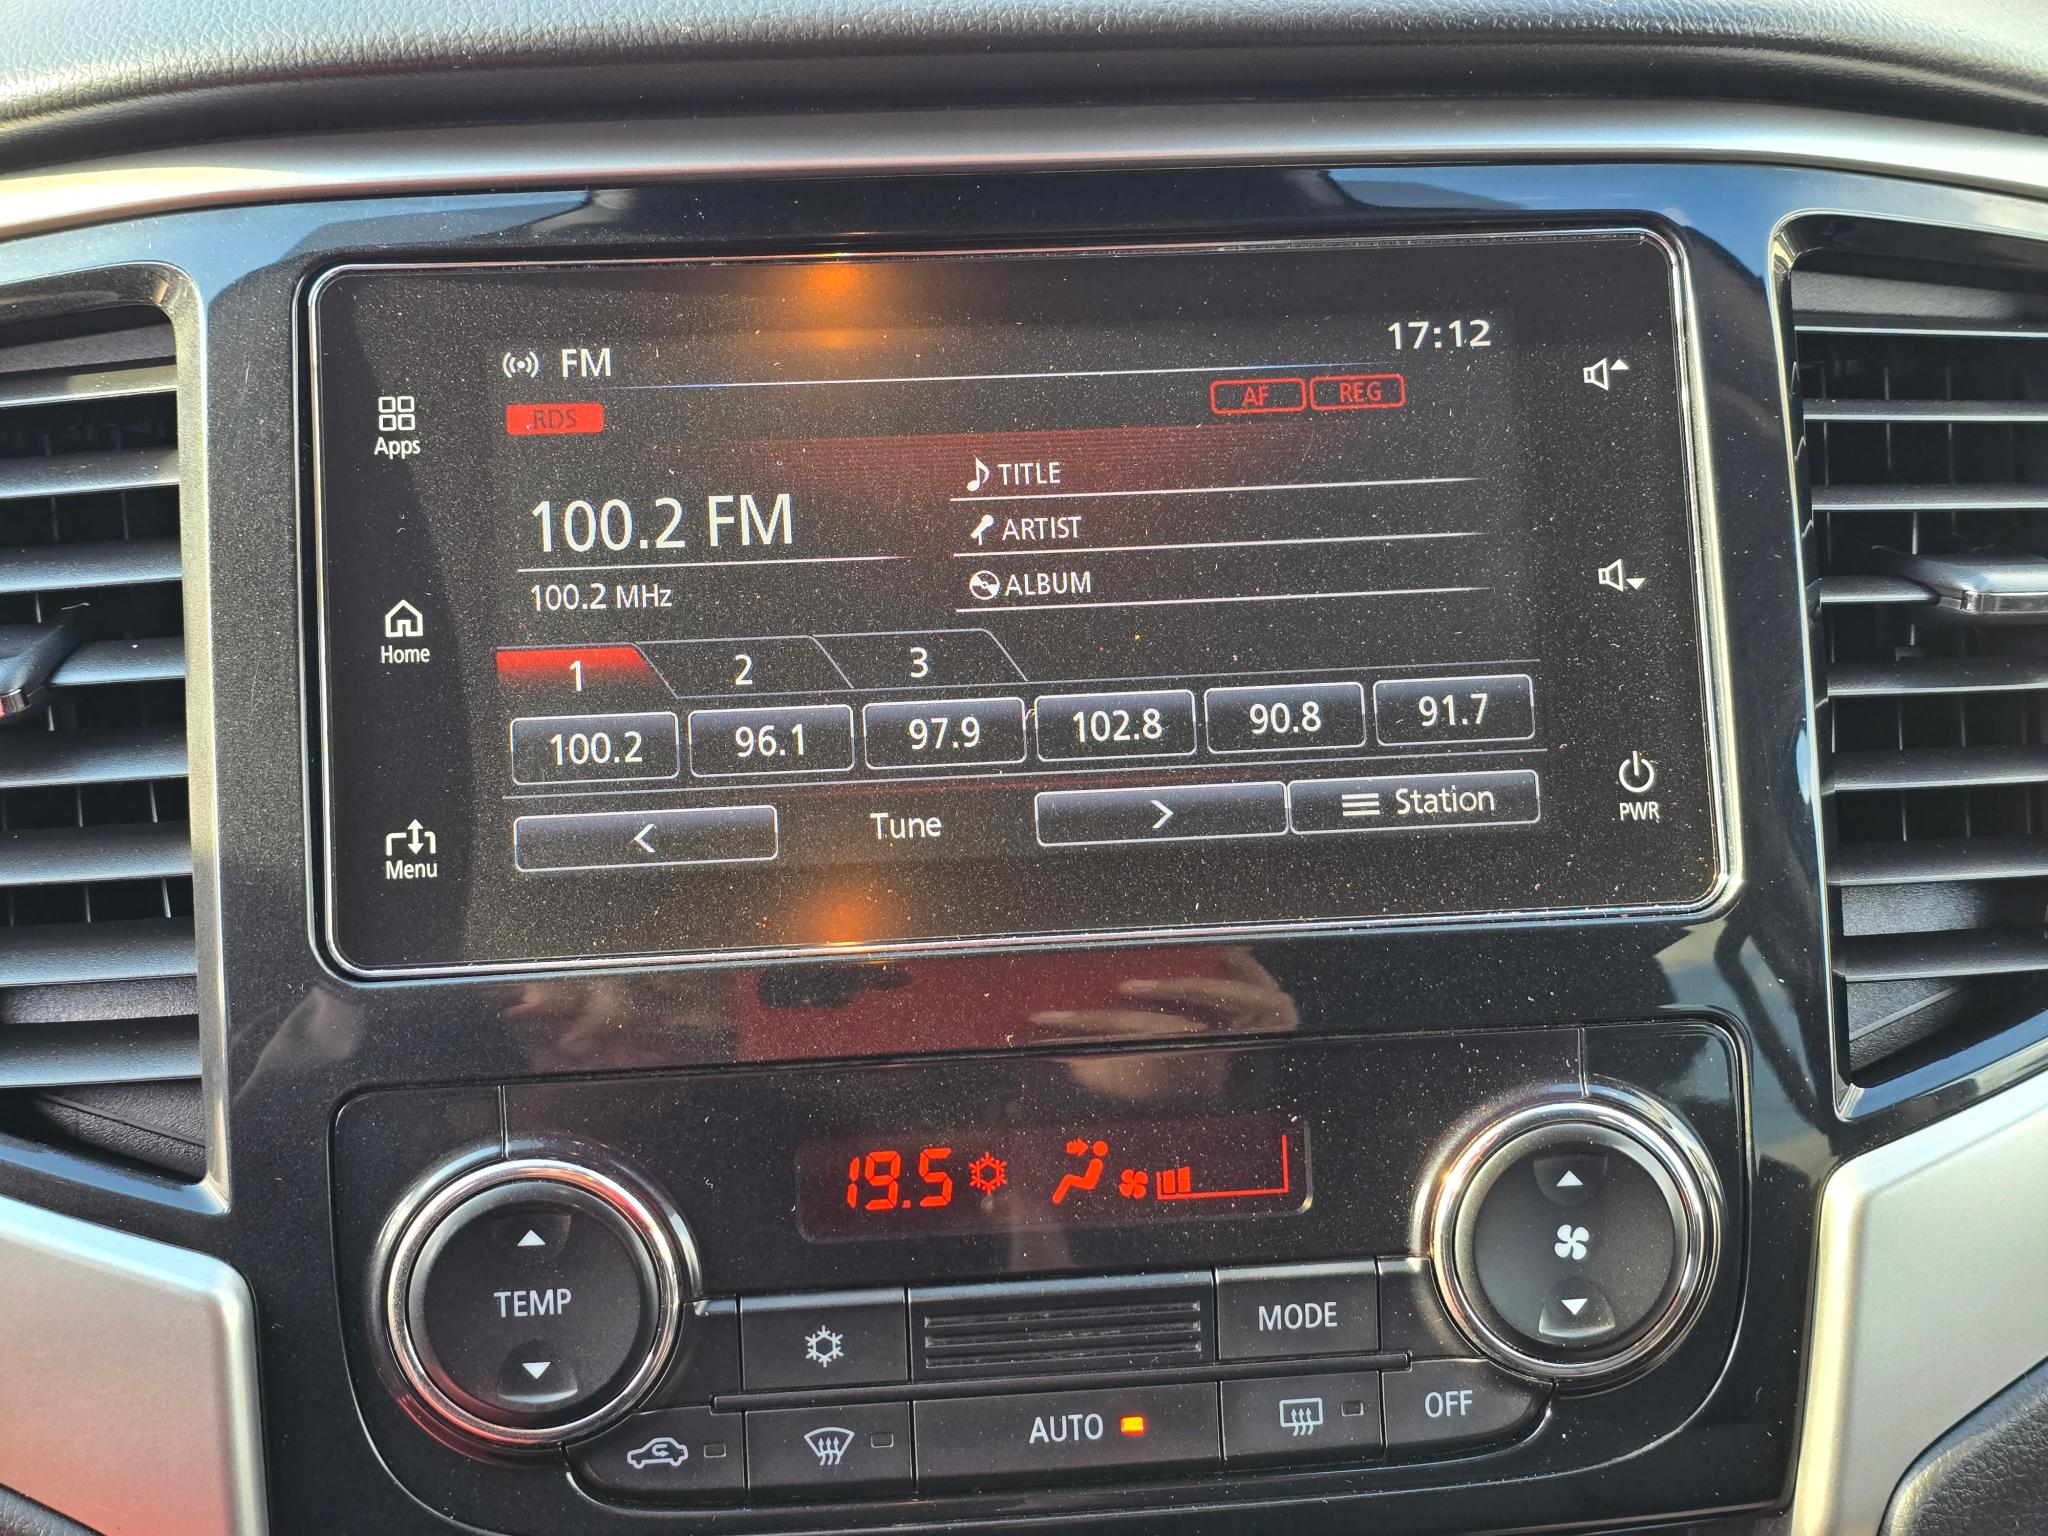 FM
17:12
RDS
AF REG
Apps
100.2 FM
TITLE
ARTIST
100.2 MHz
ALBUM
Home
1 2 3
100.2 96.1 97.9 102.8 90.8 91.7
< Tune > Station
PWR
Menu
19.5
TEMP
MODE
AUTO
OFF